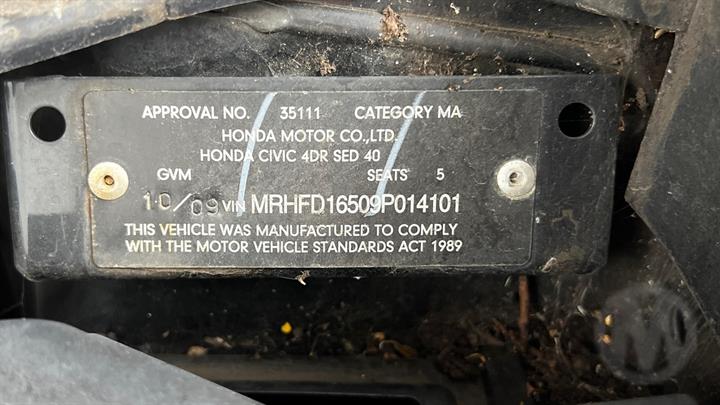 APPROVAL NO. 35111 CATEGORY MA
HONDA MOTOR CO.,LTD.
HONDA CIVIC 4DR SED 40
GVM SEATS 5
10/09 VIN MRHFD16509P014101
THIS VEHICLE WAS MANUFACTURED TO COMPLY
WITH THE MOTOR VEHICLE STANDARDS ACT 1989
M